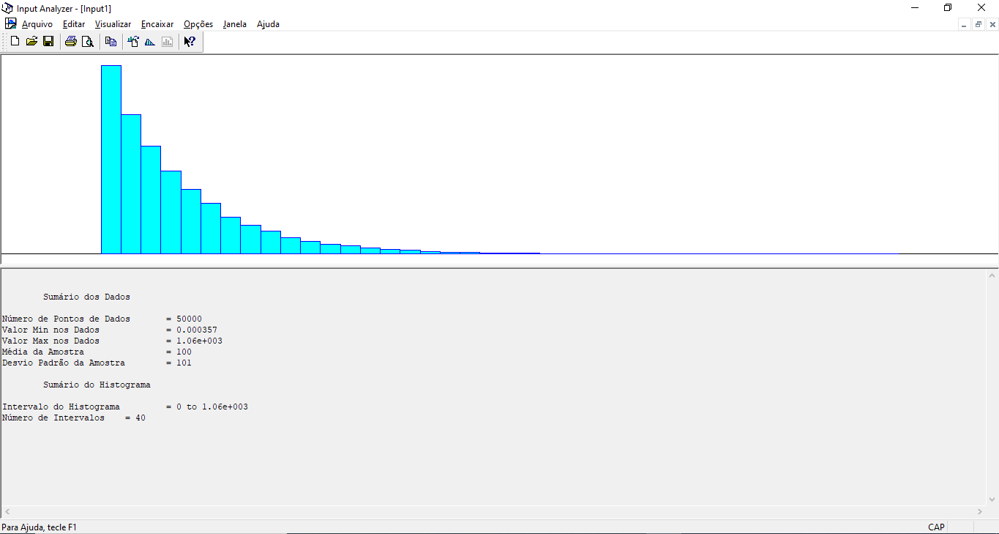 Input Analyzer - [Input1]
Arquivo Editar Visualizar Encaixar Opções Janela Ajuda
Sumário dos Dados
Número de Pontos de Dados = 50000
Valor Min nos Dados = 0.000357
Valor Max nos Dados = 1.06e+003
Média da Amostra = 100
Desvio Padrão da Amostra = 101
Sumário do Histograma
Intervalo do Histograma = 0 to 1.06e+003
Número de Intervalos = 40
Para Ajuda, tecle F1 CAP